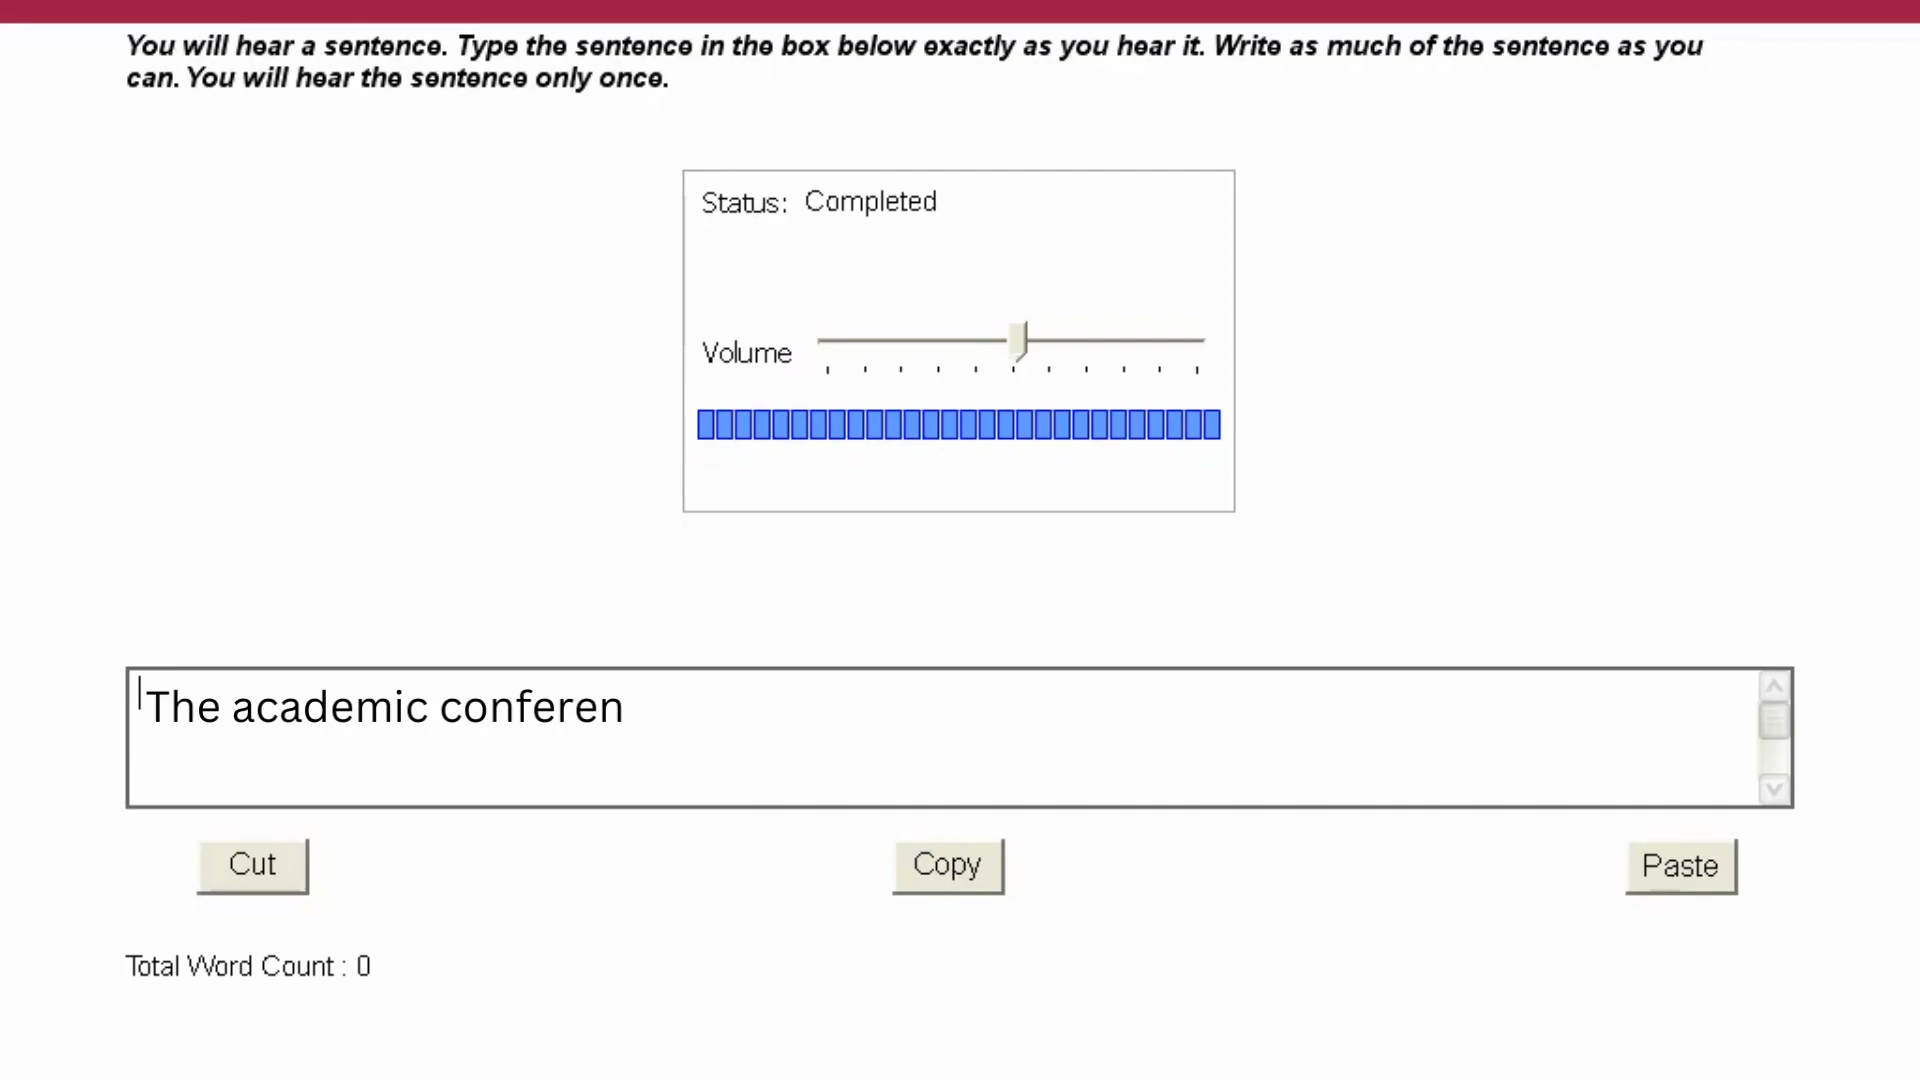 You will hear a sentence. Type the sentence in the box below exactly as you hear it. Write as much of the sentence as you
can. You will hear the sentence only once.
Status: Completed
Volume
The academic conferen
Cut Copy Paste
Total Word Count : 0